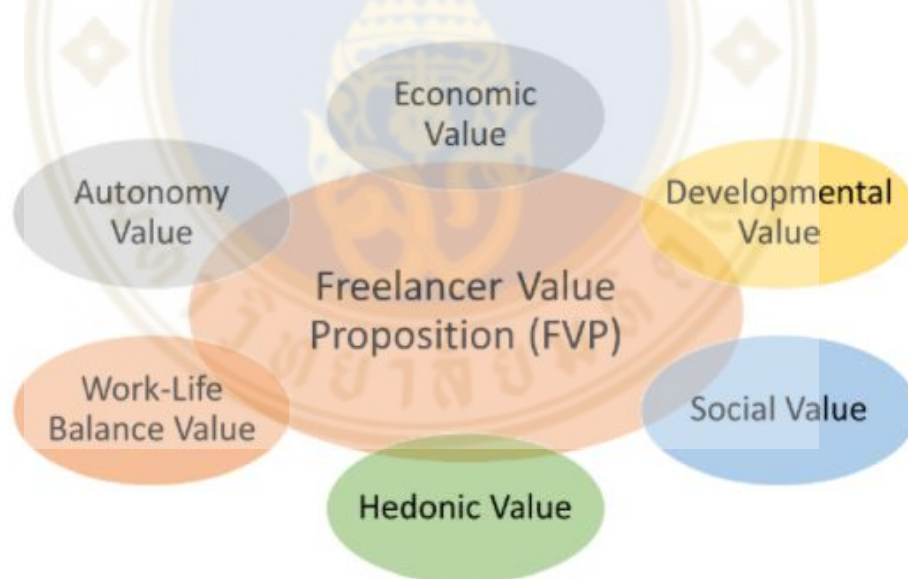 Economic
Value
Autonomy
Value
Developmental
Value
Freelancer Value
Proposition (FVP)
Work-Life
Balance Value
Social Value
Hedonic Value